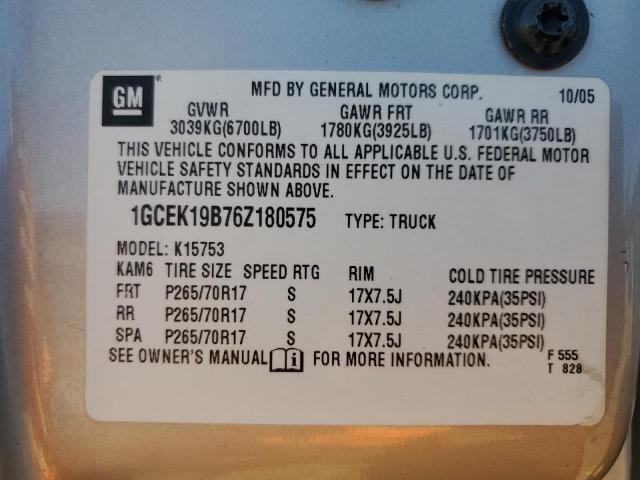 GM ®
MFD BY GENERAL MOTORS CORP. 10/05
GVWR GAWR FRT GAWR RR
3039KG(6700LB) 1780KG(3925LB) 1701KG(3750LB)
THIS VEHICLE CONFORMS TO ALL APPLICABLE U.S. FEDERAL MOTOR
VEHICLE SAFETY STANDARDS IN EFFECT ON THE DATE OF
MANUFACTURE SHOWN ABOVE.
1GCEK19B76Z180575 TYPE: TRUCK
MODEL: K15753
KAM6 TIRE SIZE SPEED RTG RIM COLD TIRE PRESSURE
FRT P265/70R17 S 17X7.5J 240KPA(35PSI)
RR P265/70R17 S 17X7.5J 240KPA(35PSI)
SPA P265/70R17 S 17X7.5J 240KPA(35PSI)
SEE OWNER'S MANUAL i FOR MORE INFORMATION. F 555
T 828